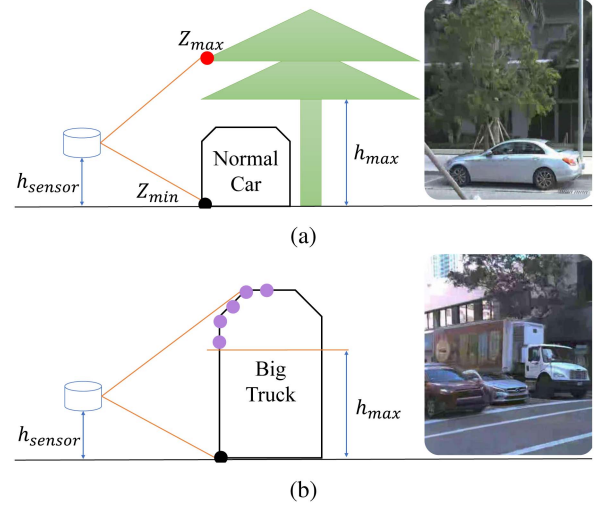 Z_max
Normal
Car
h_max
h_sensor
Z_min
(a)
Big
Truck
h_max
h_sensor
(b)